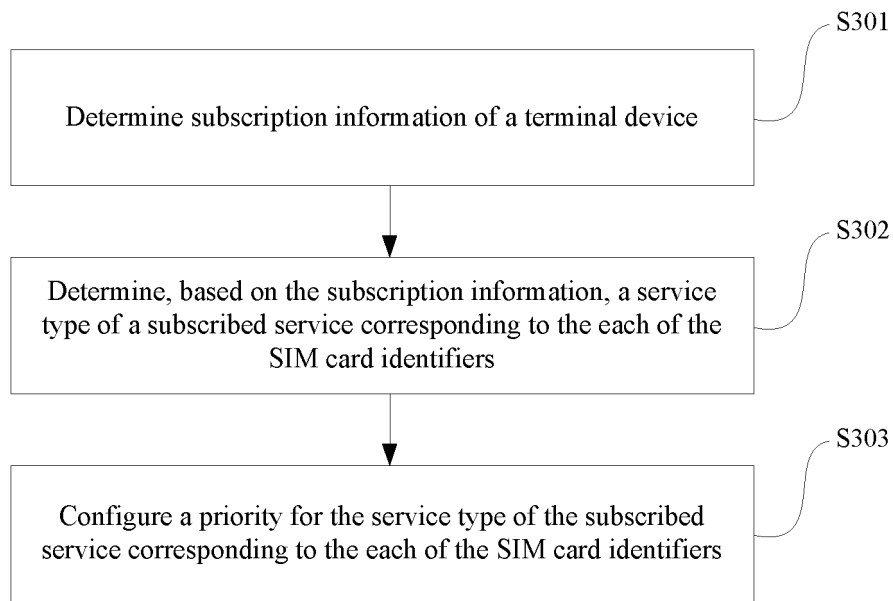 S301
Determine subscription information of a terminal device
S302
Determine, based on the subscription information, a service
type of a subscribed service corresponding to the each of the
SIM card identifiers
S303
Configure a priority for the service type of the subscribed
service corresponding to the each of the SIM card identifiers